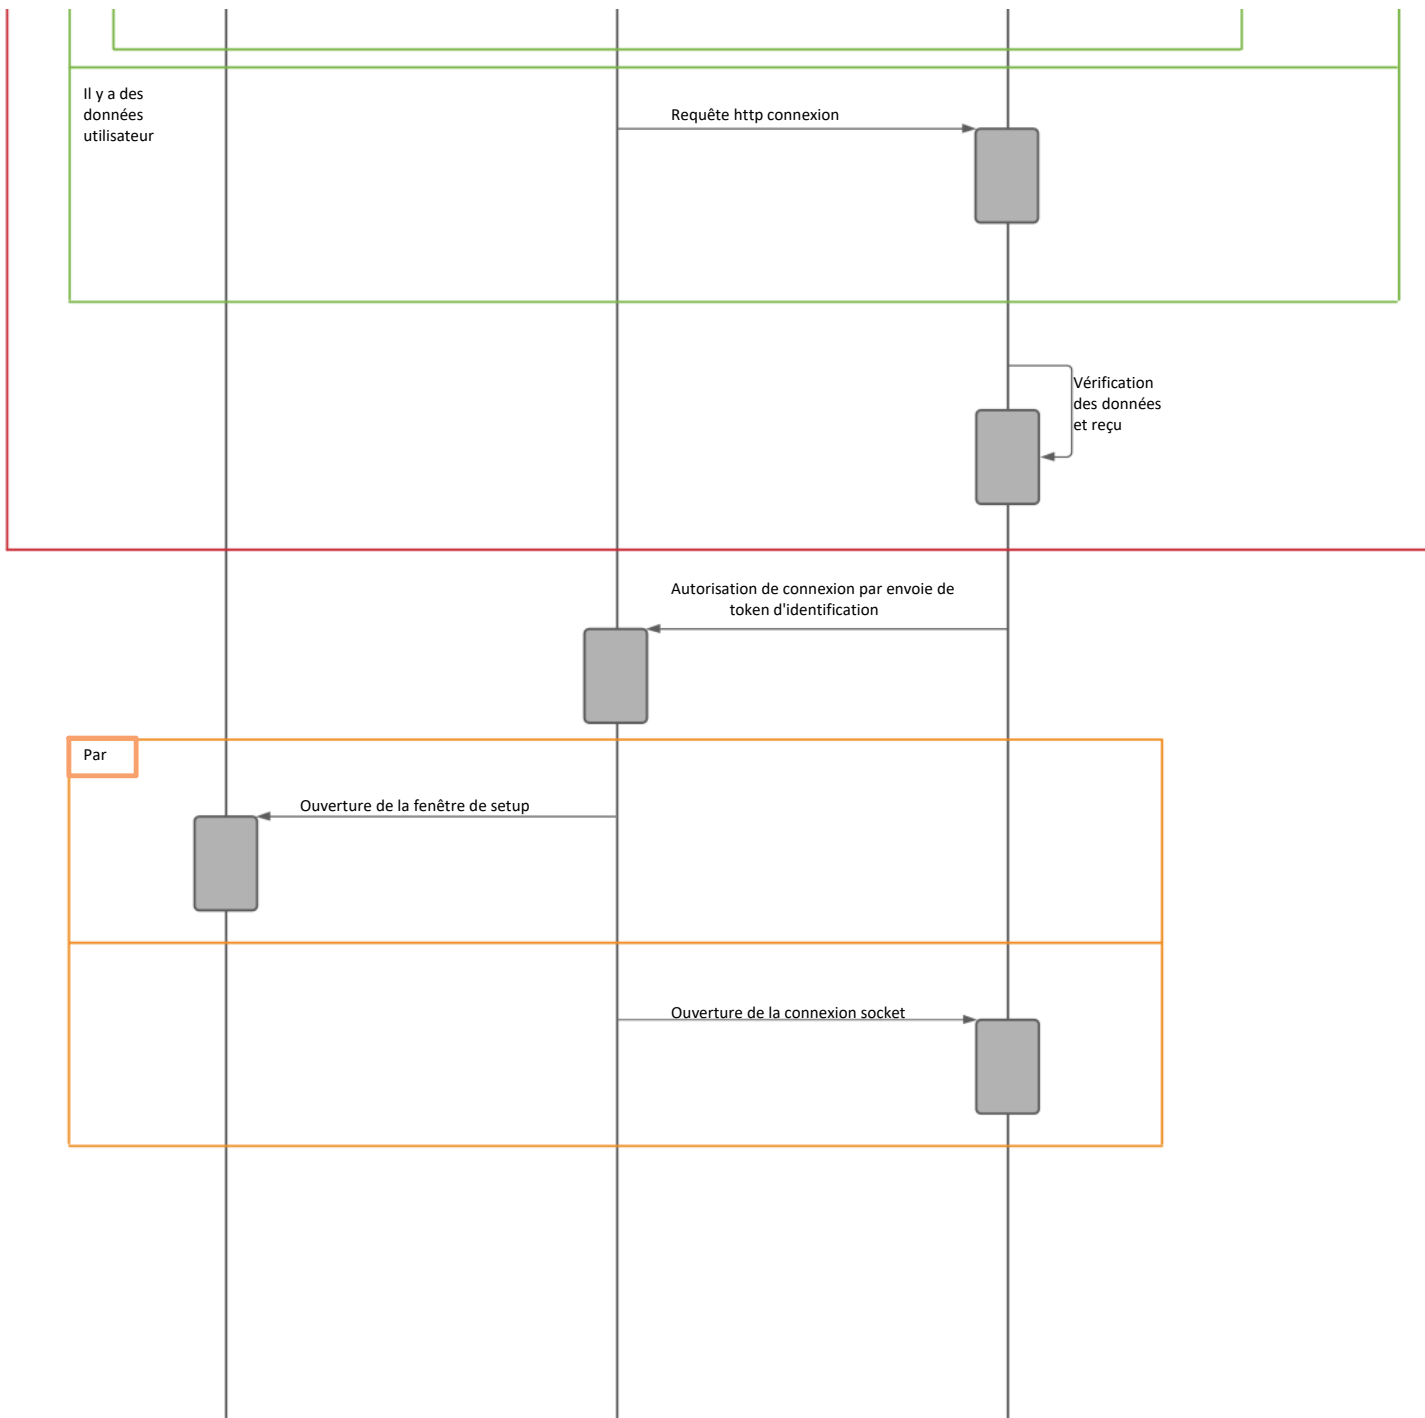 Il y a des
données
utilisateur
Requête http connexion
Vérification
des données
et reçu
Autorisation de connexion par envoie de
token d'identification
Par
Ouverture de la fenêtre de setup
Ouverture de la connexion socket